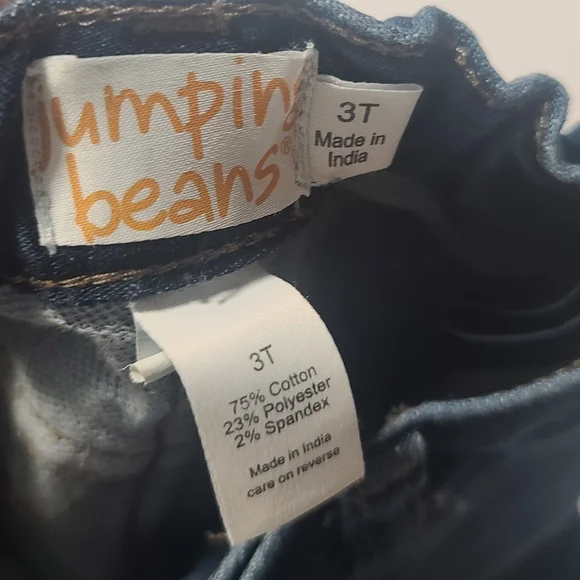 Jumping
beans®
3T
Made in
India
3T
75% Cotton
23% Polyester
2% Spandex
Made in India
care on reverse